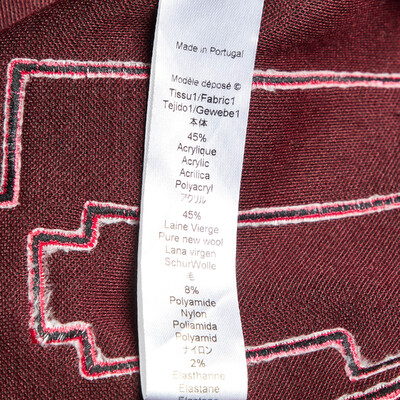 Made in Portugal
Modèle déposé ©
Tissu1/Fabric1
Tejido1/Gewebe1
本体
45%
Acrylique
Acrylic
Acrilica
Polyacryl
アクリル
45%
Laine Vierge
Pure new wool
Lana virgen
SchurWolle
毛
8%
Polyamide
Nylon
Poliamida
Polyamid
ナイロン
2%
Elasthanne
Elastane
Elastano